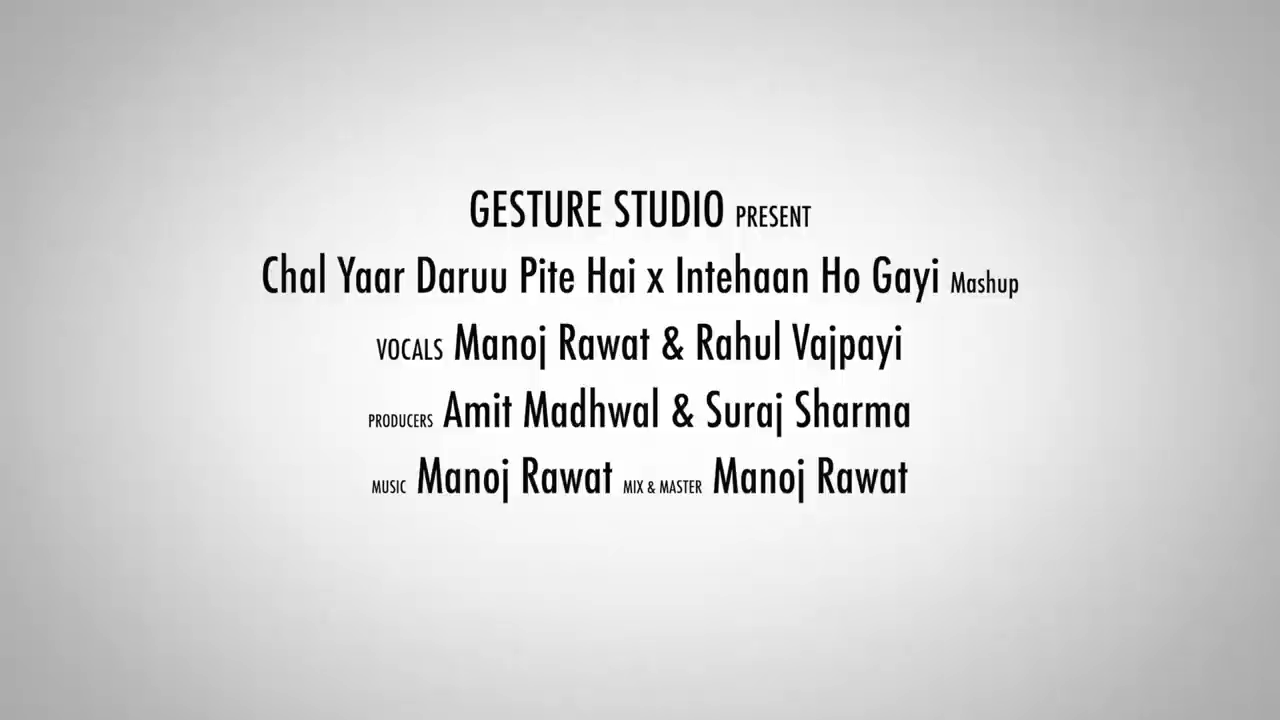 GESTURE STUDIO PRESENT
Chal Yaar Daruu Pite Hai x Intehaan Ho Gayi Mashup
VOCALS Manoj Rawat & Rahul Vajpayi
PRODUCERS Amit Madhwal & Suraj Sharma
MUSIC Manoj Rawat MIX & MASTER Manoj Rawat